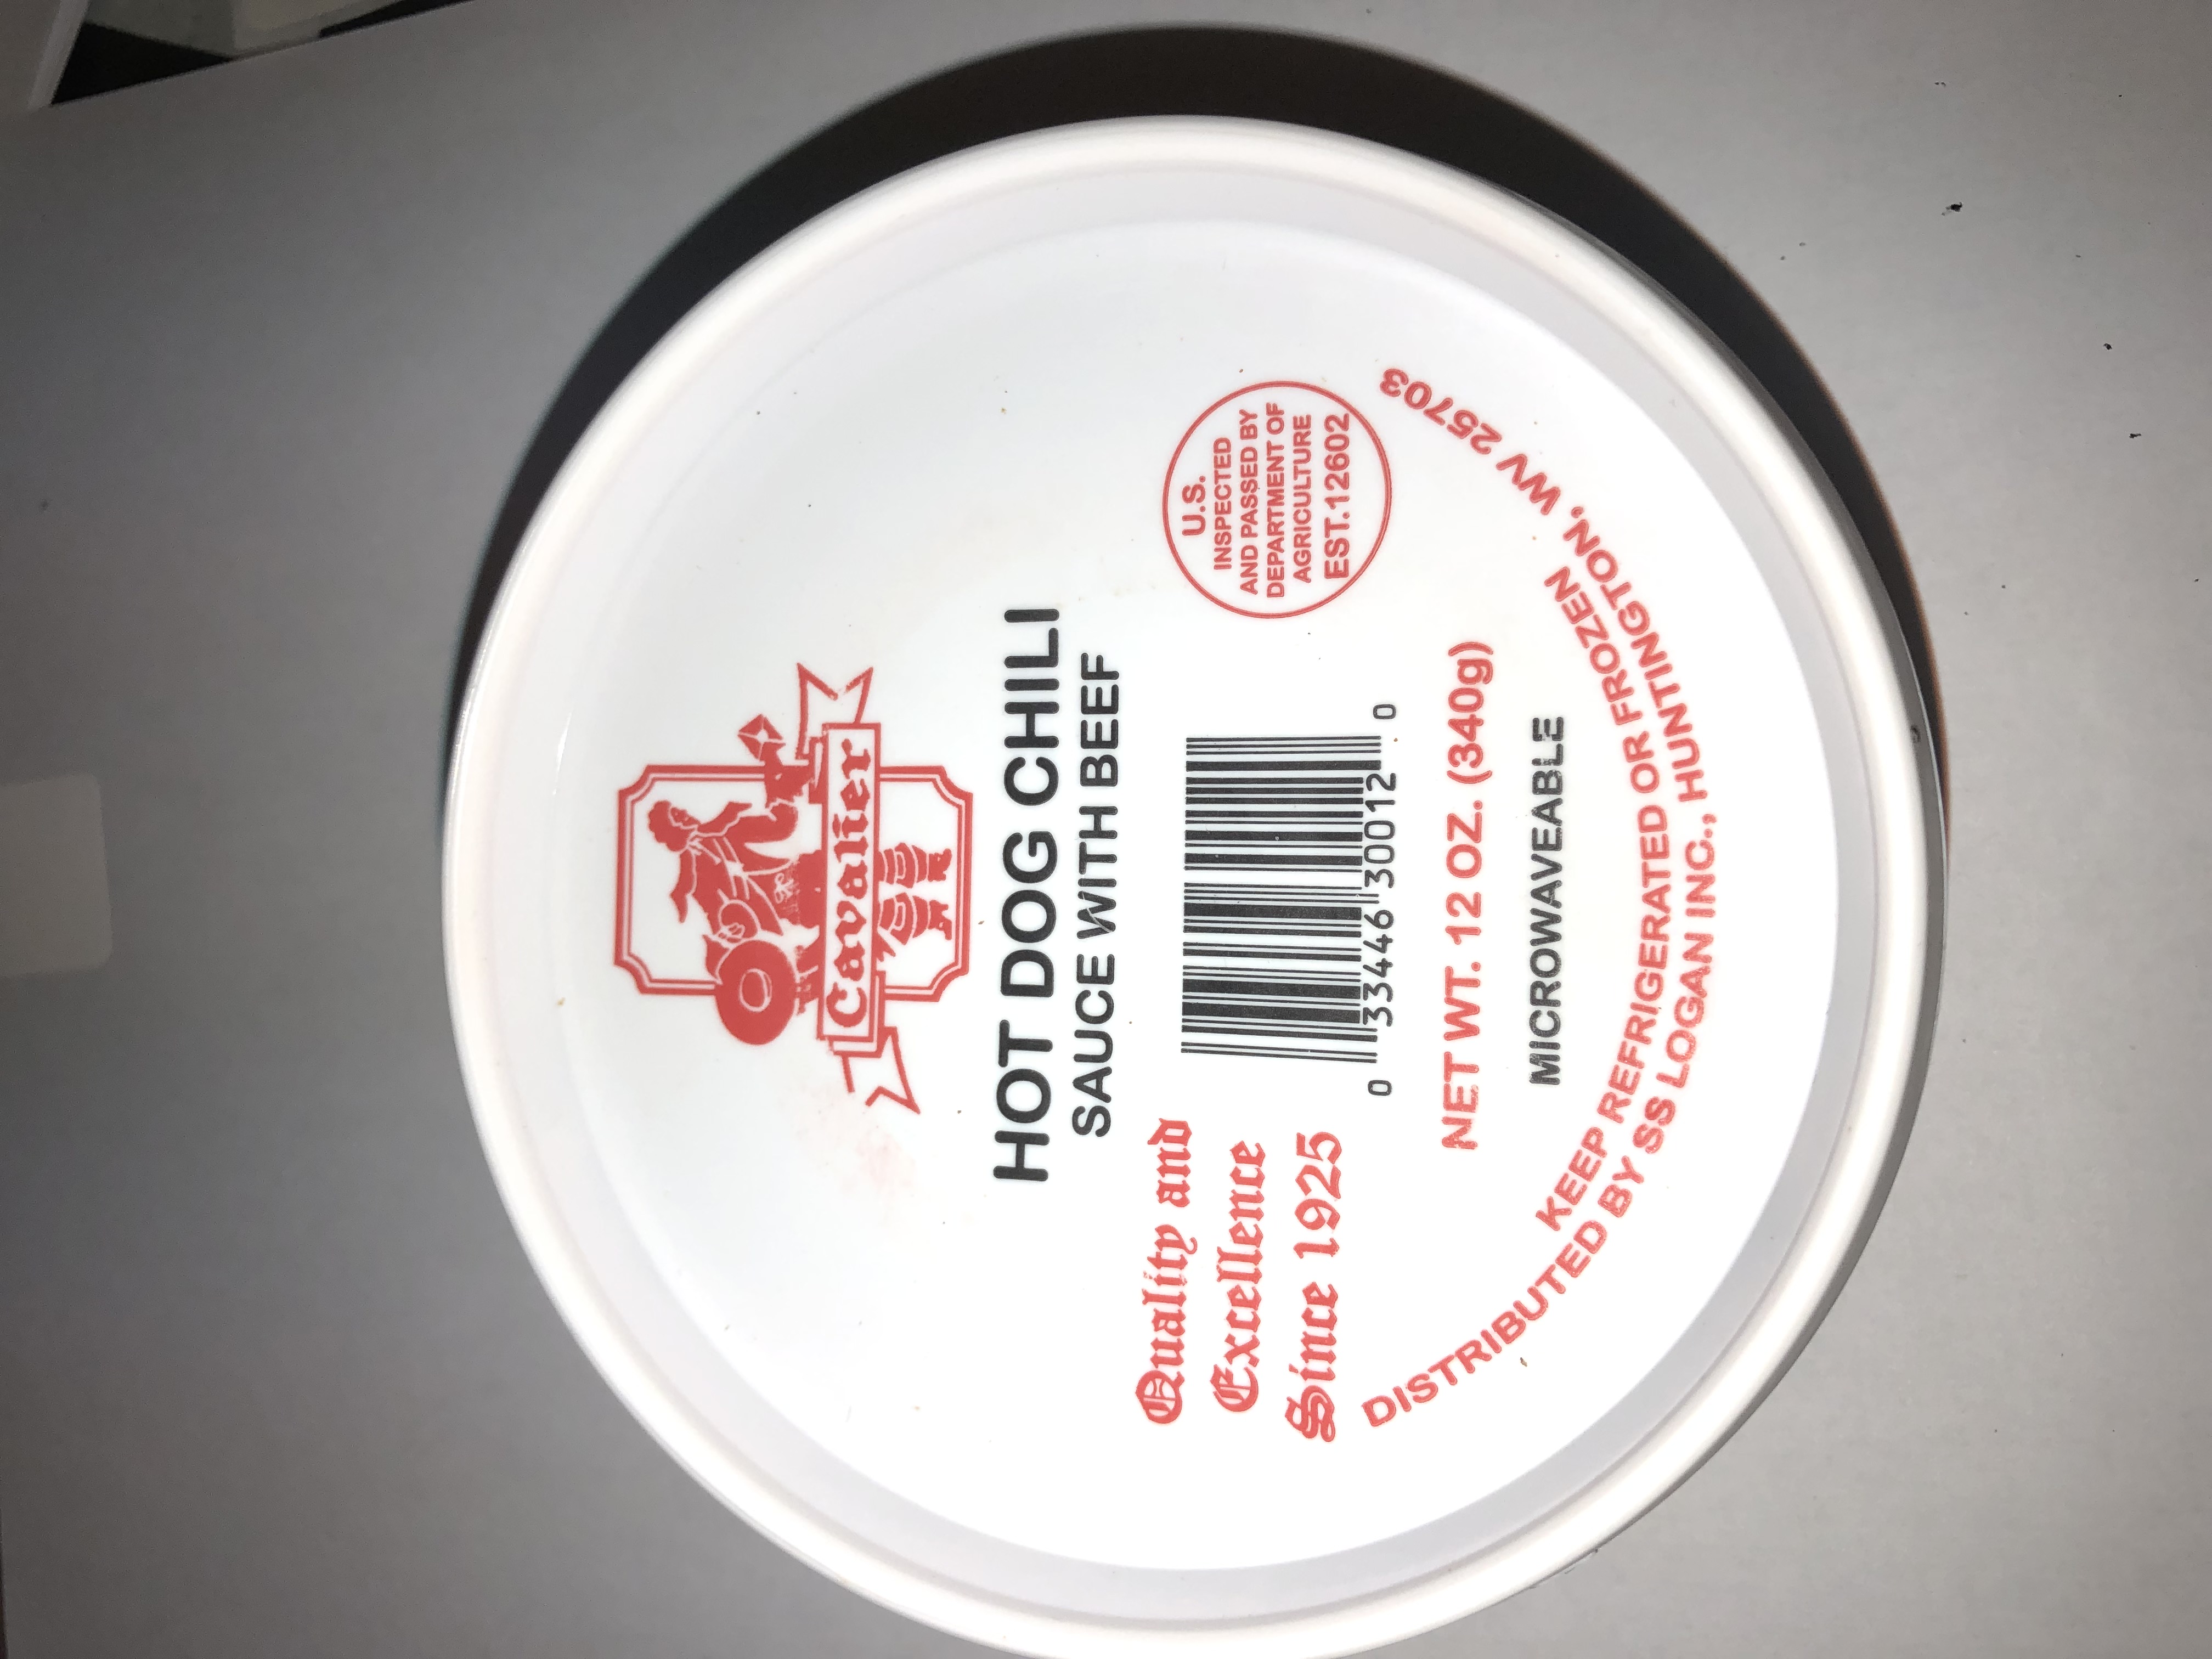 Cavalier
HOT DOG CHILI
SAUCE WITH BEEF
Quality and
Excellence
Since 1925
0 33446 30012 0
U.S.
INSPECTED
AND PASSED BY
DEPARTMENT OF
AGRICULTURE
EST.12602
NET WT. 12 OZ. (340g)
MICROWAVEABLE
KEEP REFRIGERATED OR FROZEN
DISTRIBUTED BY SS LOGAN INC., HUNTINGTON, WV 25703